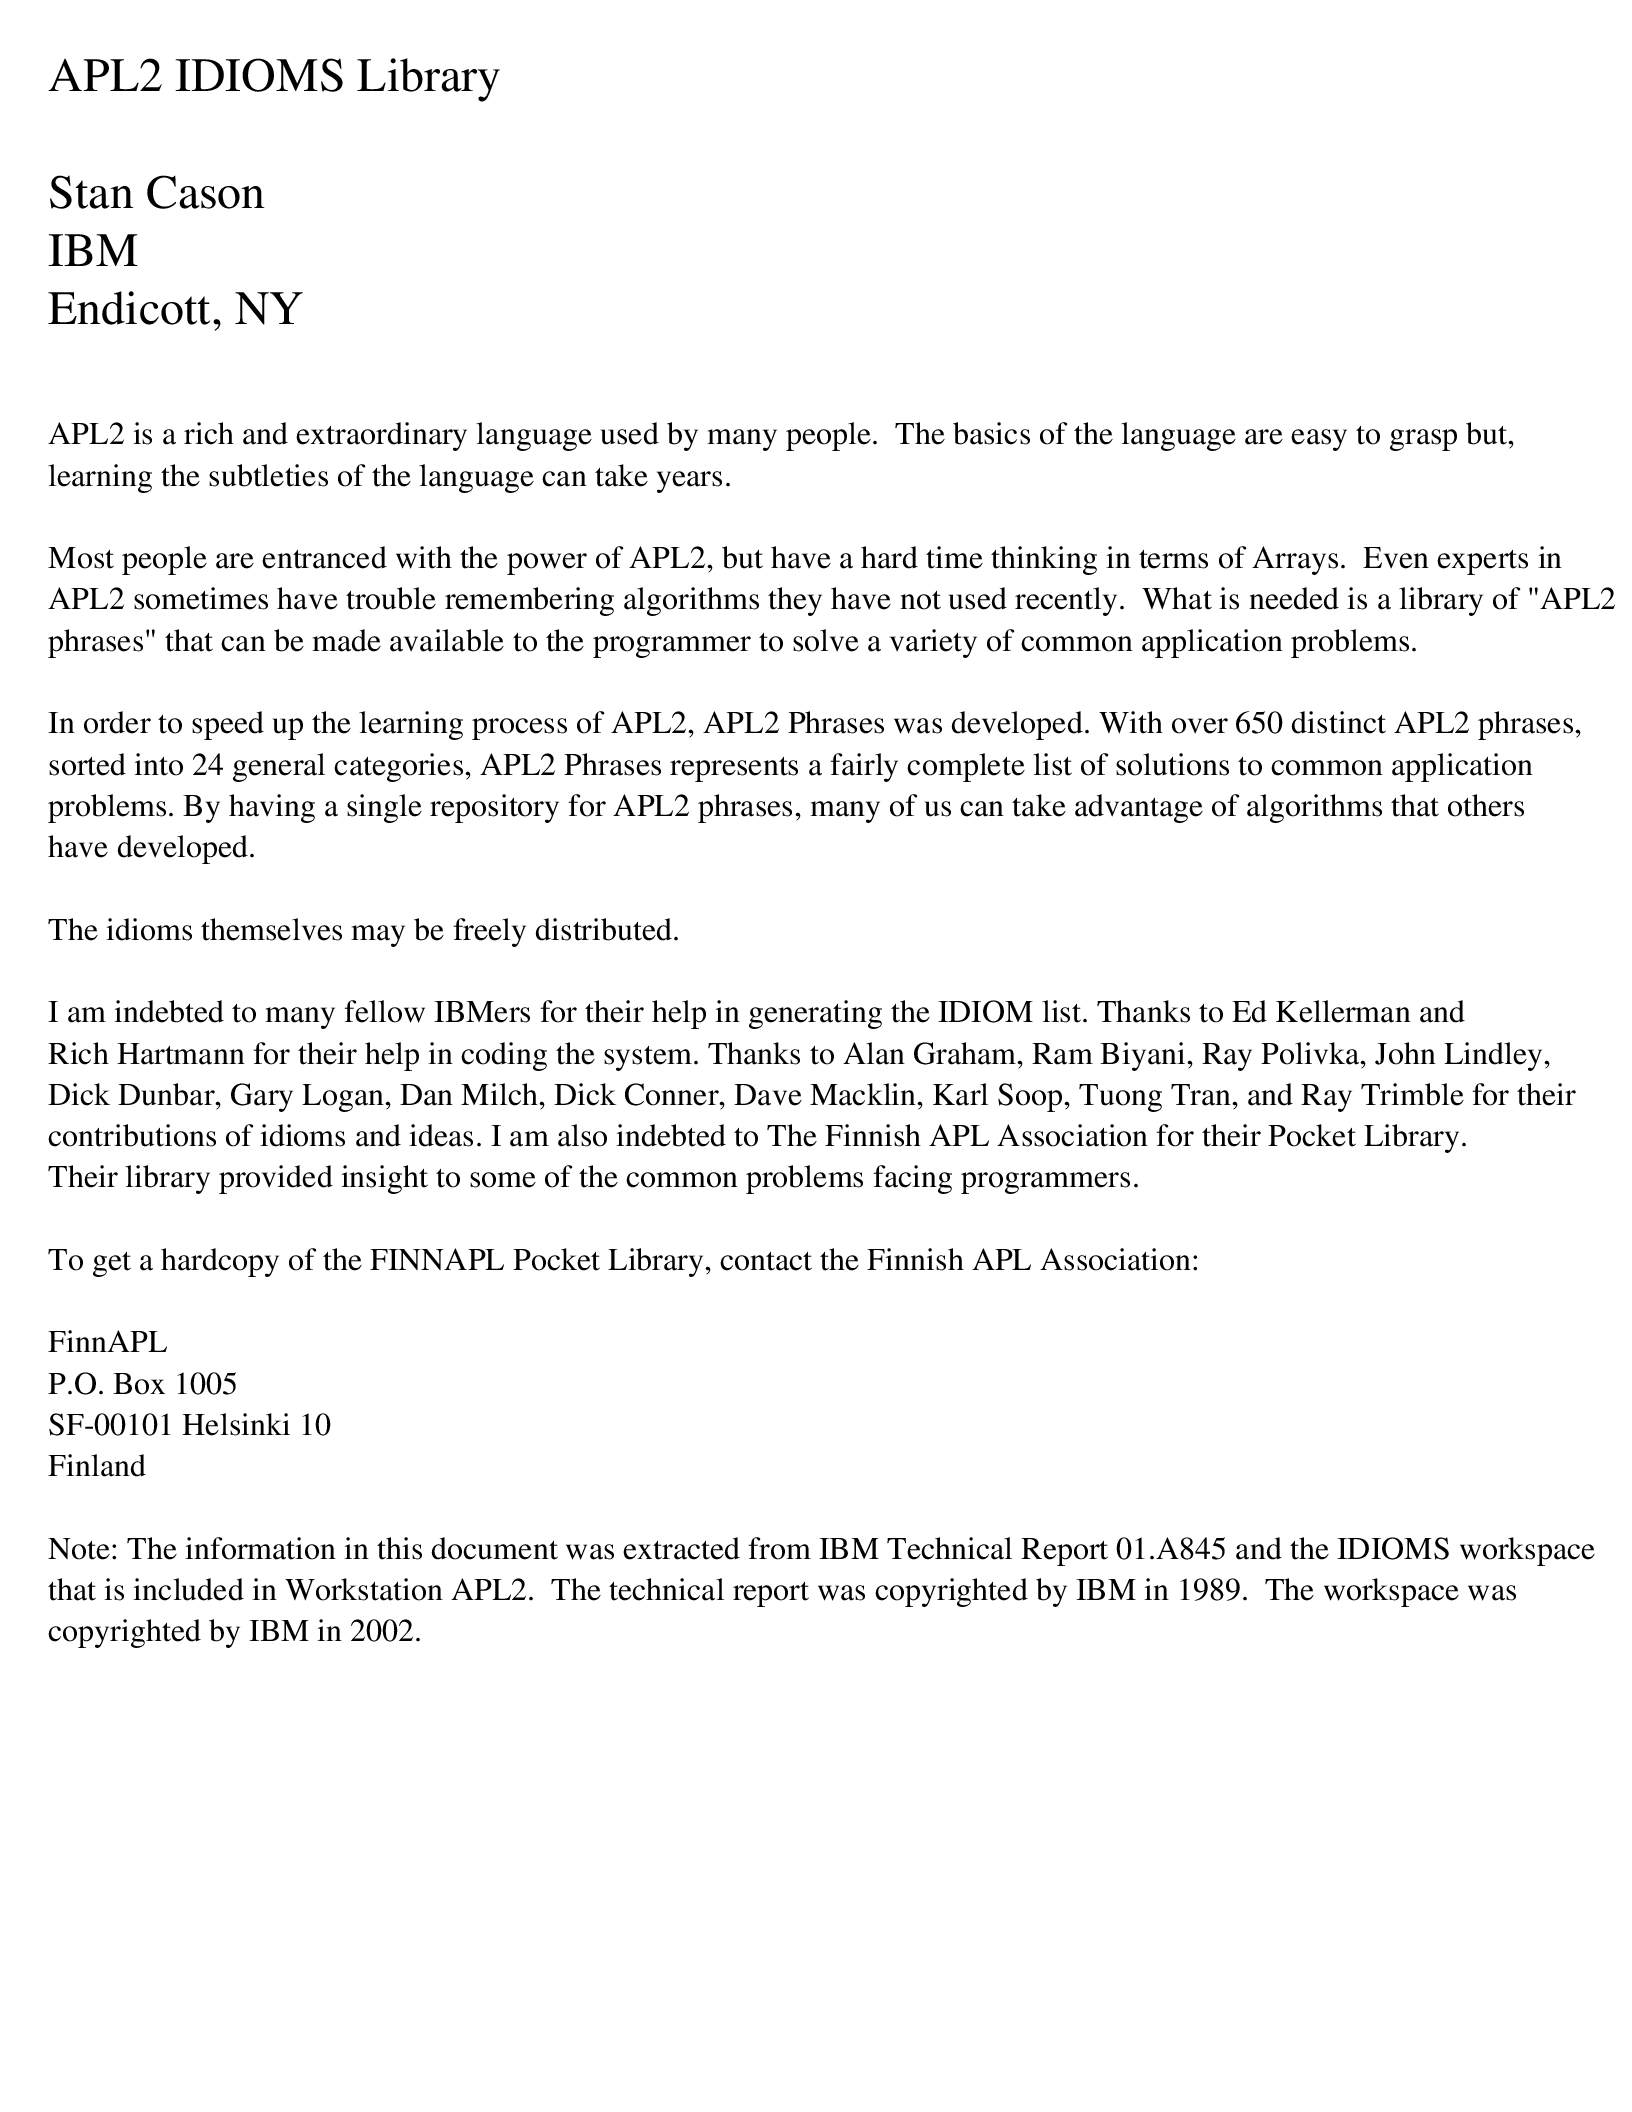 APL2 IDIOMS Library
Stan Cason
IBM
Endicott, NY
APL2 is a rich and extraordinary language used by many people.  The basics of the language are easy to grasp but,
learning the subtleties of the language can take years.
Most people are entranced with the power of APL2, but have a hard time thinking in terms of Arrays.  Even experts in
APL2 sometimes have trouble remembering algorithms they have not used recently.  What is needed is a library of "APL2
phrases" that can be made available to the programmer to solve a variety of common application problems.
In order to speed up the learning process of APL2, APL2 Phrases was developed. With over 650 distinct APL2 phrases,
sorted into 24 general categories, APL2 Phrases represents a fairly complete list of solutions to common application
problems. By having a single repository for APL2 phrases, many of us can take advantage of algorithms that others
have developed.
The idioms themselves may be freely distributed.
I am indebted to many fellow IBMers for their help in generating the IDIOM list. Thanks to Ed Kellerman and
Rich Hartmann for their help in coding the system. Thanks to Alan Graham, Ram Biyani, Ray Polivka, John Lindley,
Dick Dunbar, Gary Logan, Dan Milch, Dick Conner, Dave Macklin, Karl Soop, Tuong Tran, and Ray Trimble for their
contributions of idioms and ideas. I am also indebted to The Finnish APL Association for their Pocket Library.
Their library provided insight to some of the common problems facing programmers.
To get a hardcopy of the FINNAPL Pocket Library, contact the Finnish APL Association:
FinnAPL
P.O. Box 1005
SF-00101 Helsinki 10
Finland
Note: The information in this document was extracted from IBM Technical Report 01.A845 and the IDIOMS workspace
that is included in Workstation APL2.  The technical report was copyrighted by IBM in 1989.  The workspace was
copyrighted by IBM in 2002.